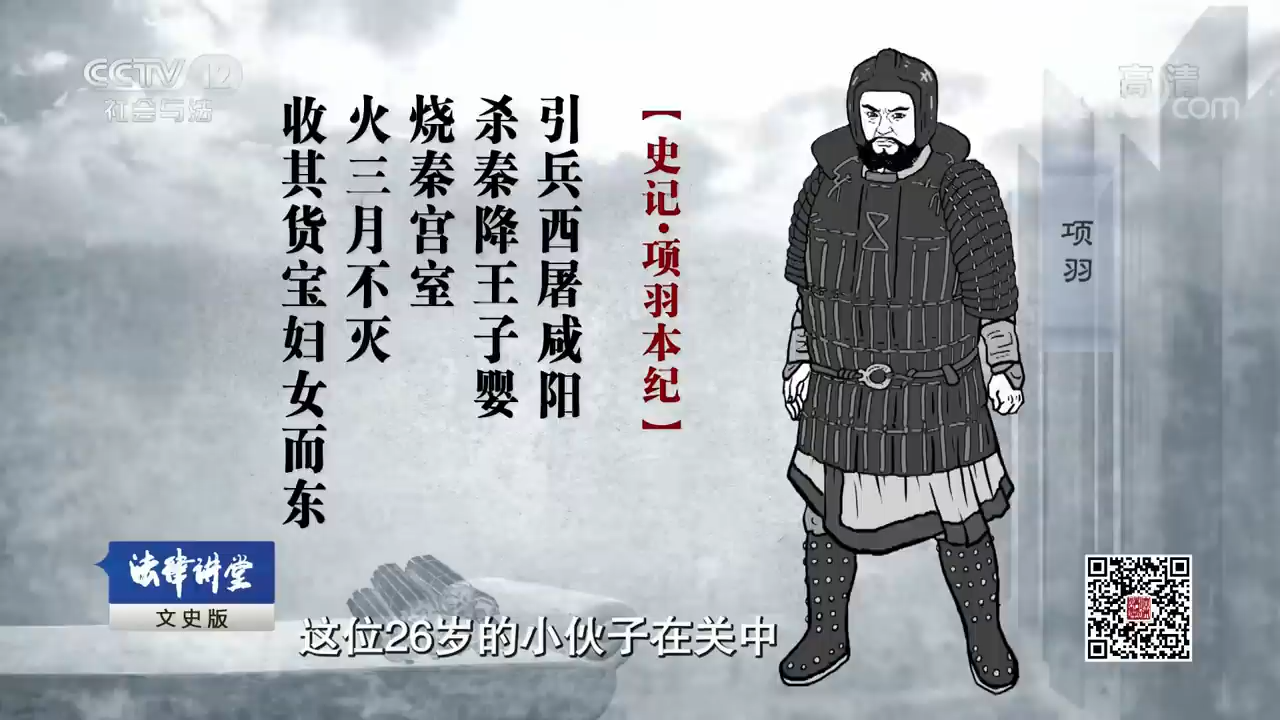 CCTV 12
社会与法
高清
com
【史记·项羽本纪】
引兵西屠咸阳
杀秦降王子婴
烧秦宫室
火三月不灭
收其货宝妇女而东
项羽
法律讲堂
文史版
这位26岁的小伙子在关中